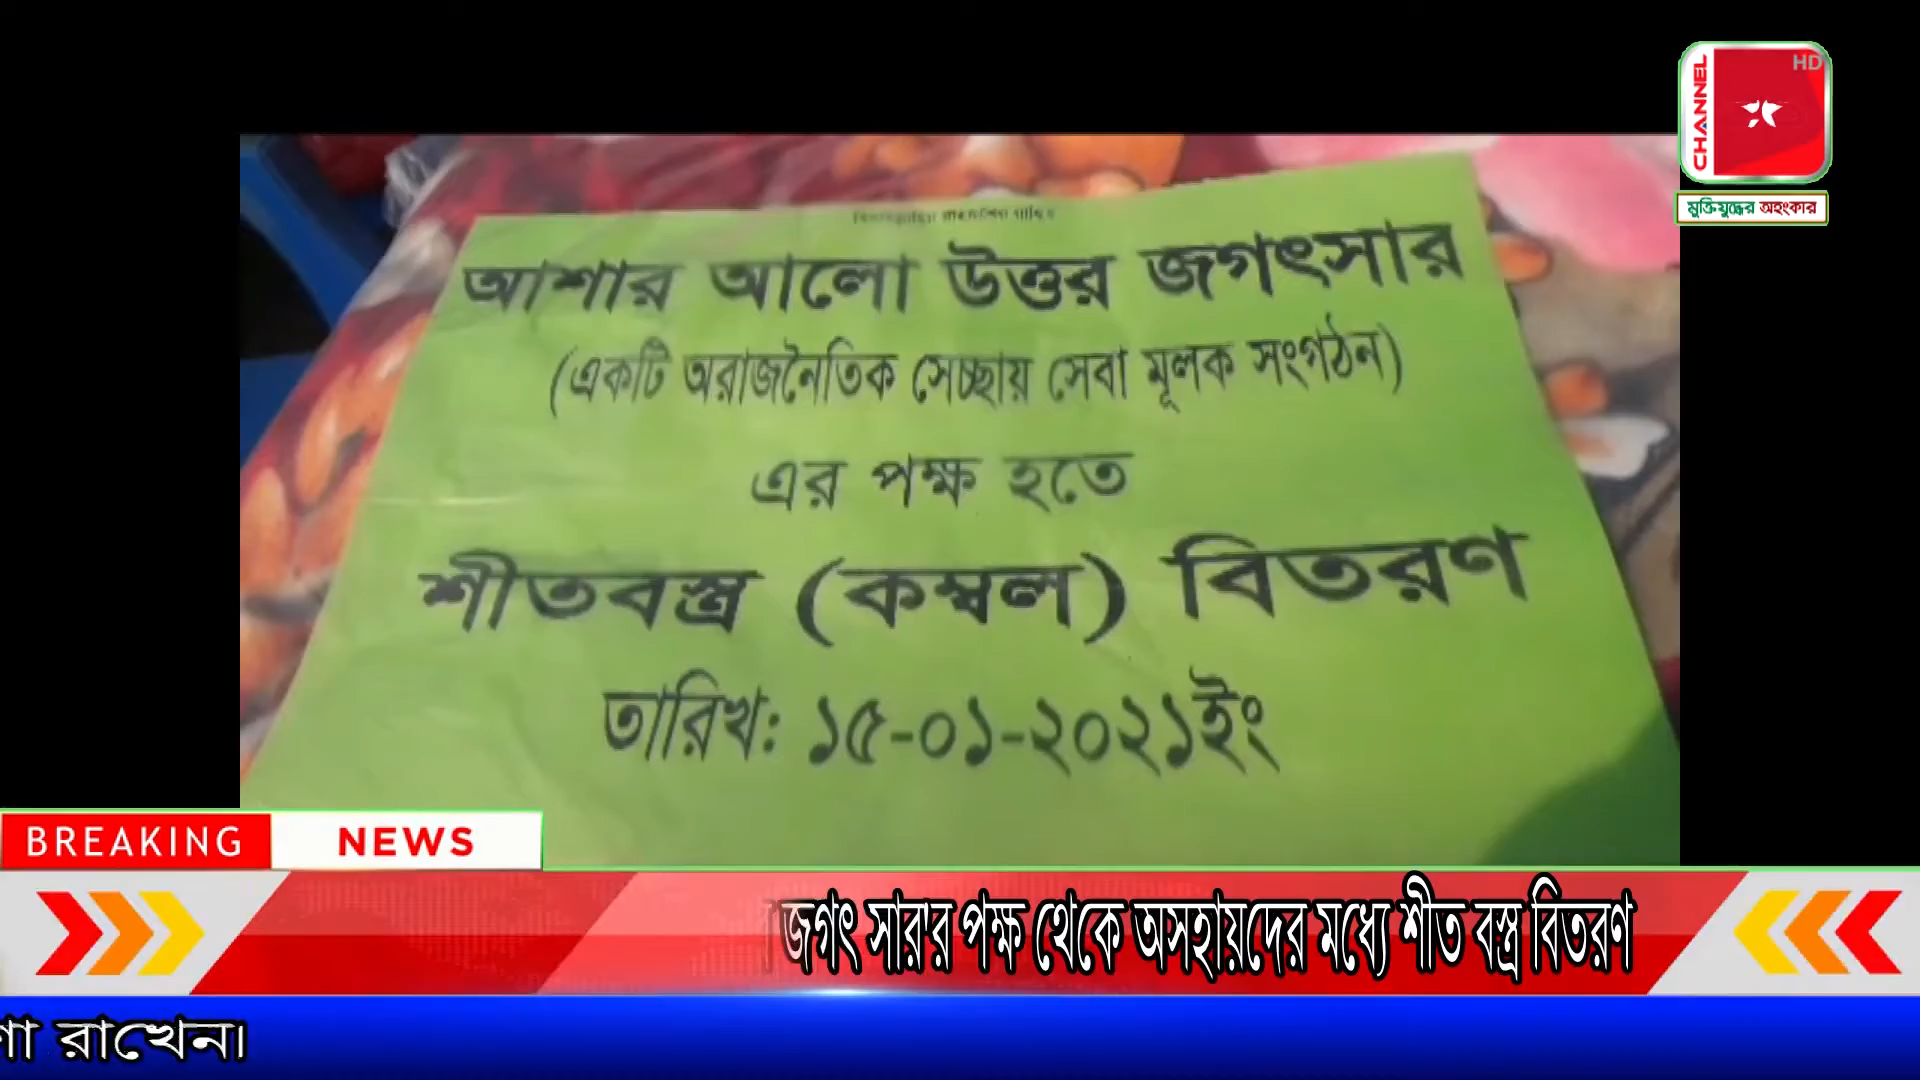 HD
CHANNEL
মুক্তিযুদ্ধের অহংকার
আশার আলো উত্তর জগৎসার
(একটি অরাজনৈতিক সেচ্ছায় সেবা মূলক সংগঠন)
এর পক্ষ হতে
শীতবস্ত্র (কম্বল) বিতরণ
তারিখ: ১৫-০১-২০২১ইং
BREAKING NEWS
জগৎ সার'র পক্ষ থেকে অসহায়দের মধ্যে শীত বস্ত্র বিতরণ
রাখেন।